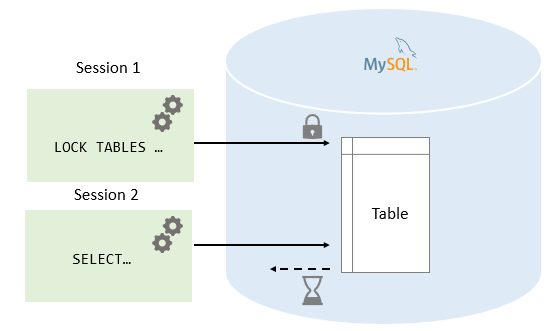 MySQL
Session 1
LOCK TABLES …
Session 2
SELECT…
Table